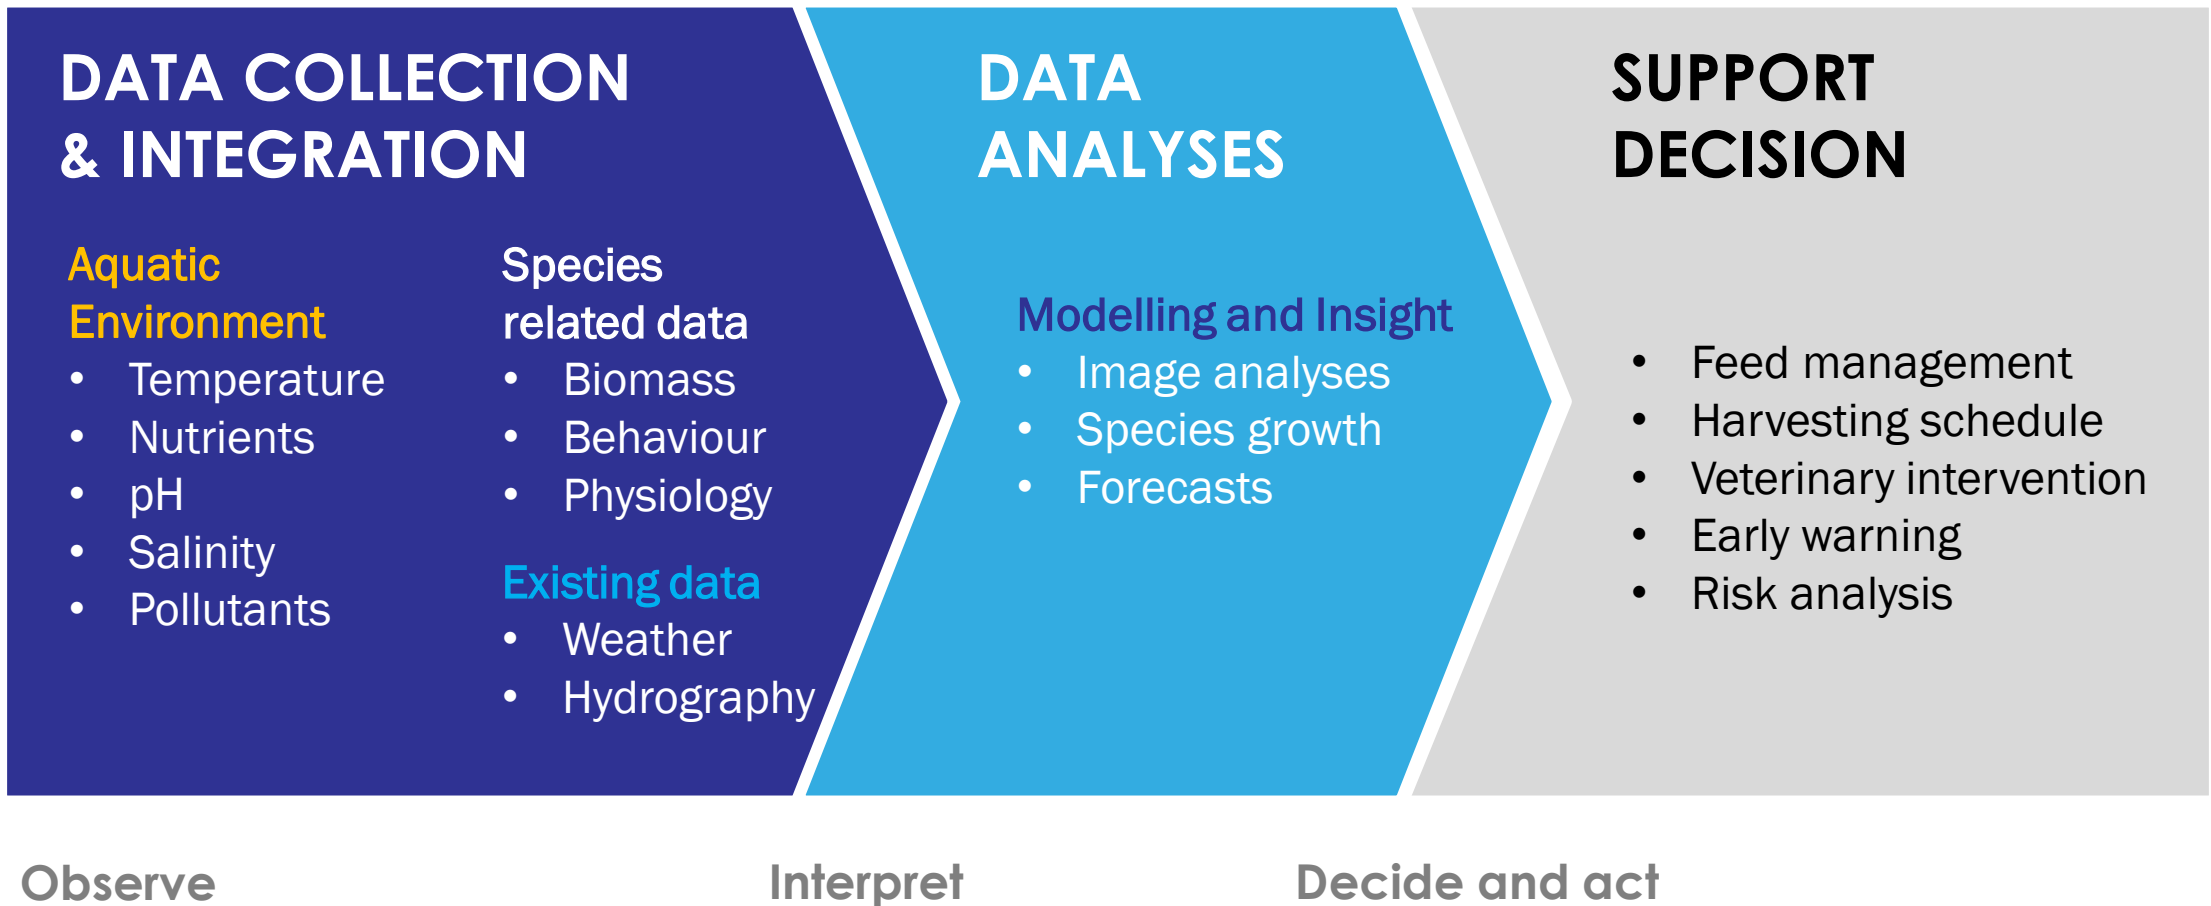 DATA COLLECTION
& INTEGRATION
Aquatic
Environment
• Temperature
• Nutrients
• pH
• Salinity
• Pollutants
Species
related data
• Biomass
• Behaviour
• Physiology
Existing data
• Weather
• Hydrography
DATA
ANALYSES
Modelling and Insight
• Image analyses
• Species growth
• Forecasts
SUPPORT
DECISION
• Feed management
• Harvesting schedule
• Veterinary intervention
• Early warning
• Risk analysis
Observe
Interpret
Decide and act